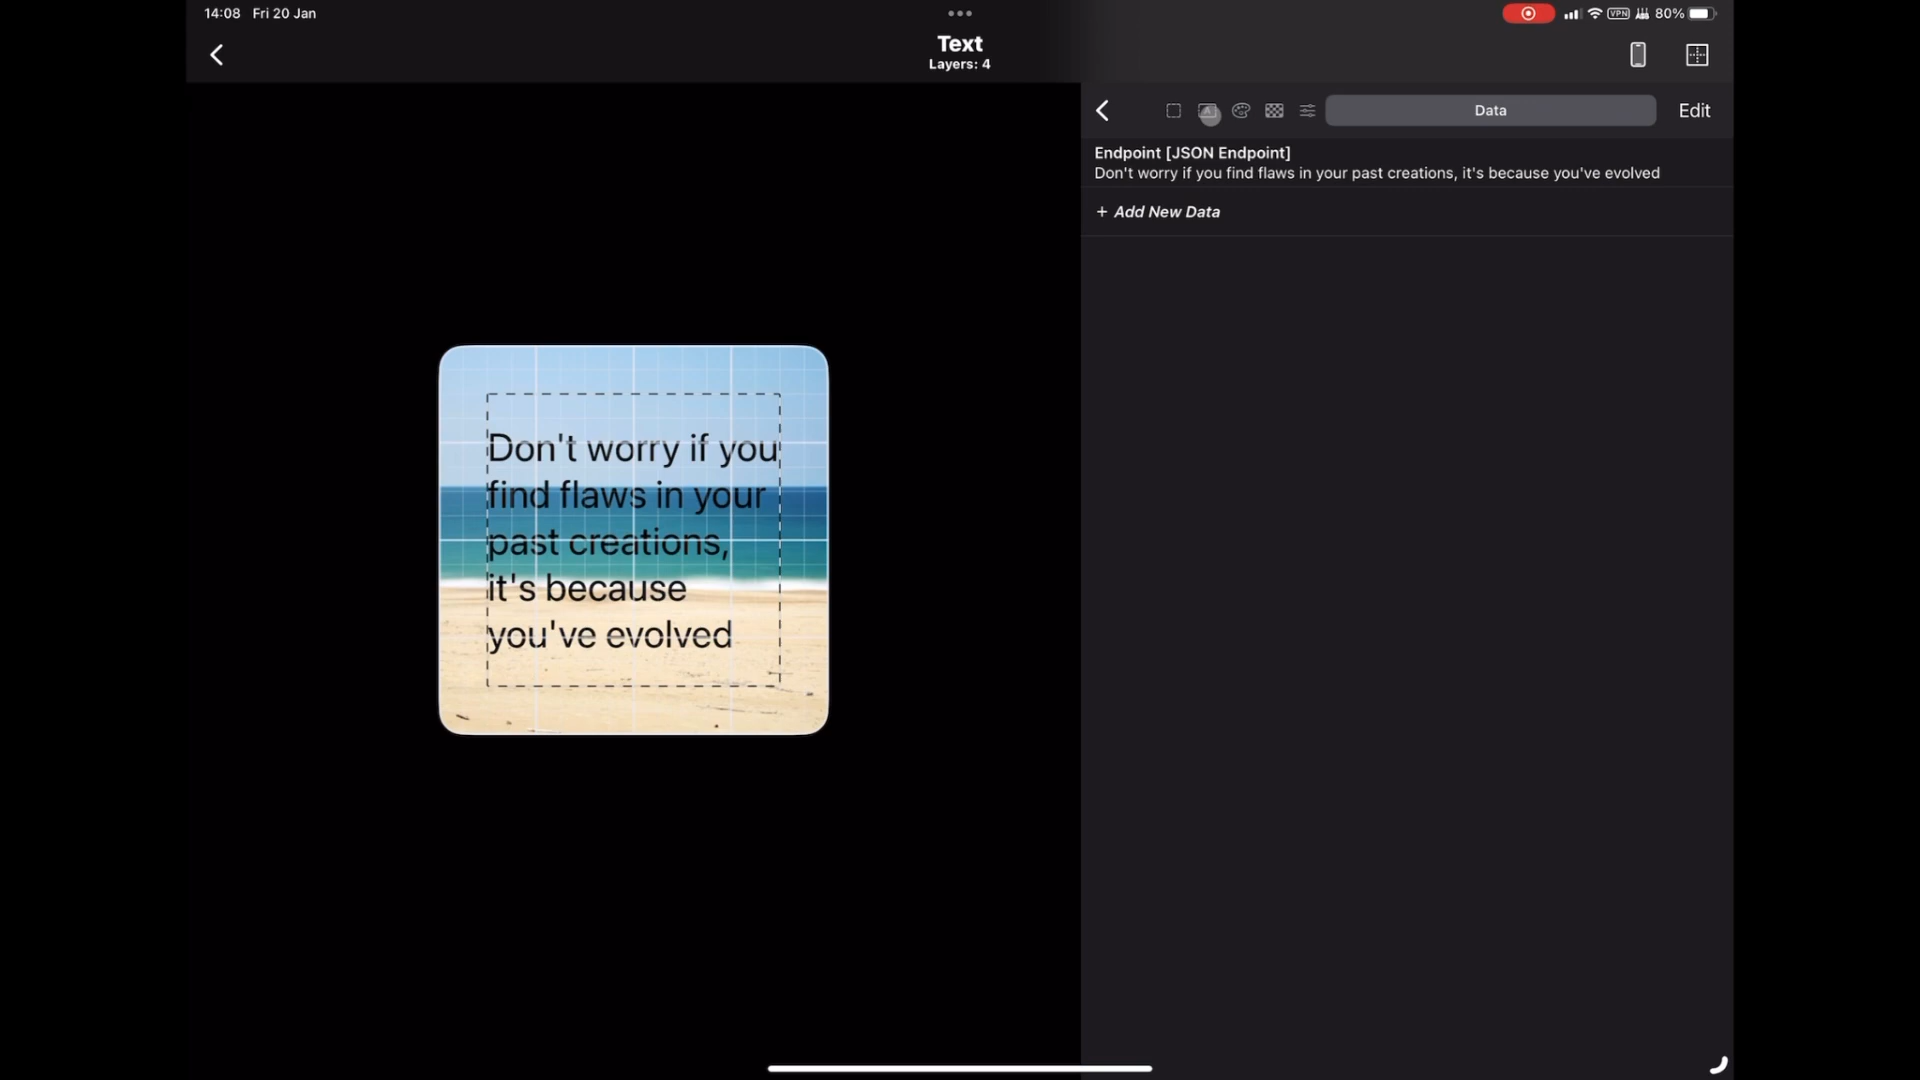 14:08 Fri 20 Jan
VPN 80%
Text
Layers: 4
Data
Edit
Endpoint [JSON Endpoint]
Don't worry if you find flaws in your past creations, it's because you've evolved
+ Add New Data
Don't worry if you
find flaws in your
past creations,
it's because
you've evolved